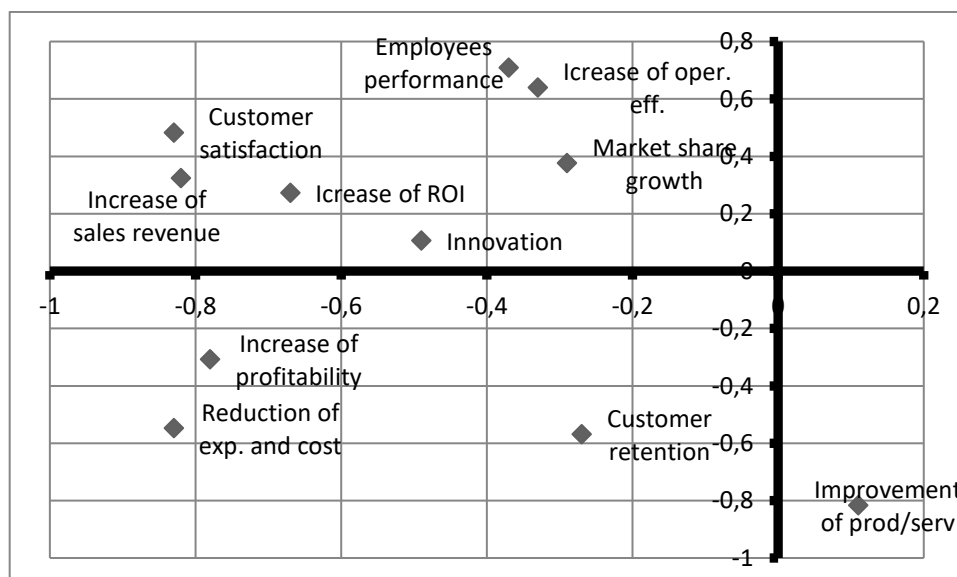 0,8
Employees
performance
Icrease of oper.
eff.
0,6
Customer
satisfaction
Market share
growth
0,4
Increase of
sales revenue
Icrease of ROI
0,2
Innovation
0
-1
-0,8
-0,6
-0,4
-0,2
0
0,2
-0,2
Increase of
profitability
-0,4
Reduction of
exp. and cost
Customer
retention
-0,6
-0,8
Improvement
of prod/serv
-1